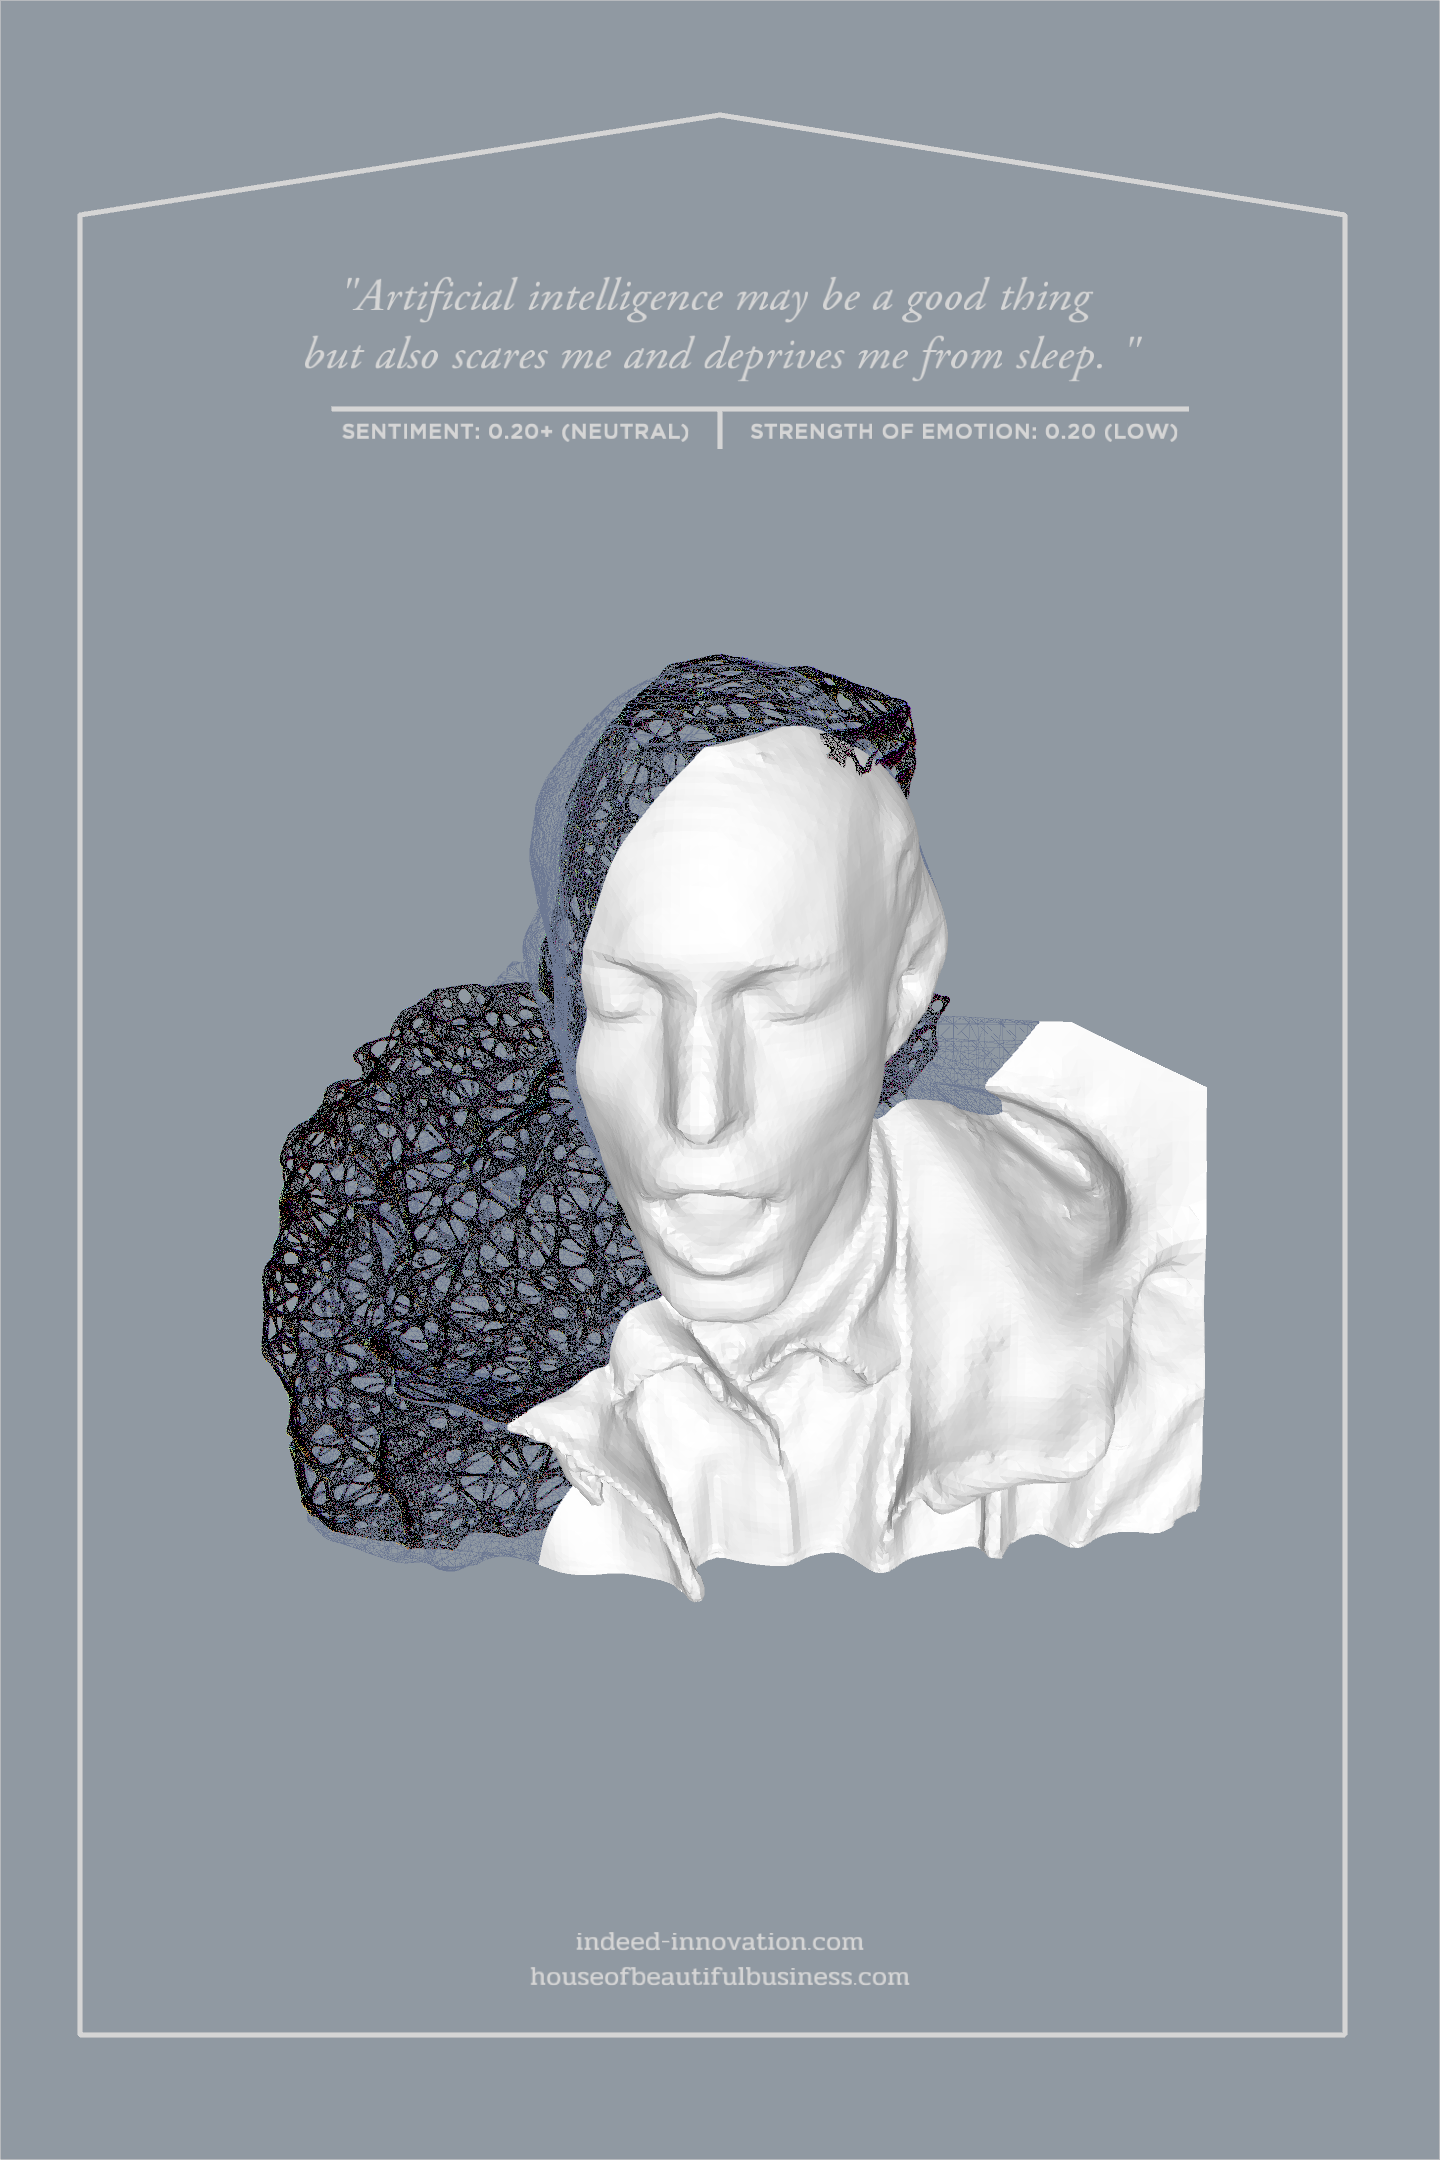 "Artificial intelligence may be a good thing
but also scares me and deprives me from sleep. "
SENTIMENT: 0.20+ (NEUTRAL) STRENGTH OF EMOTION: 0.20 (LOW)
indeed-innovation.com
houseofbeautifulbusiness.com